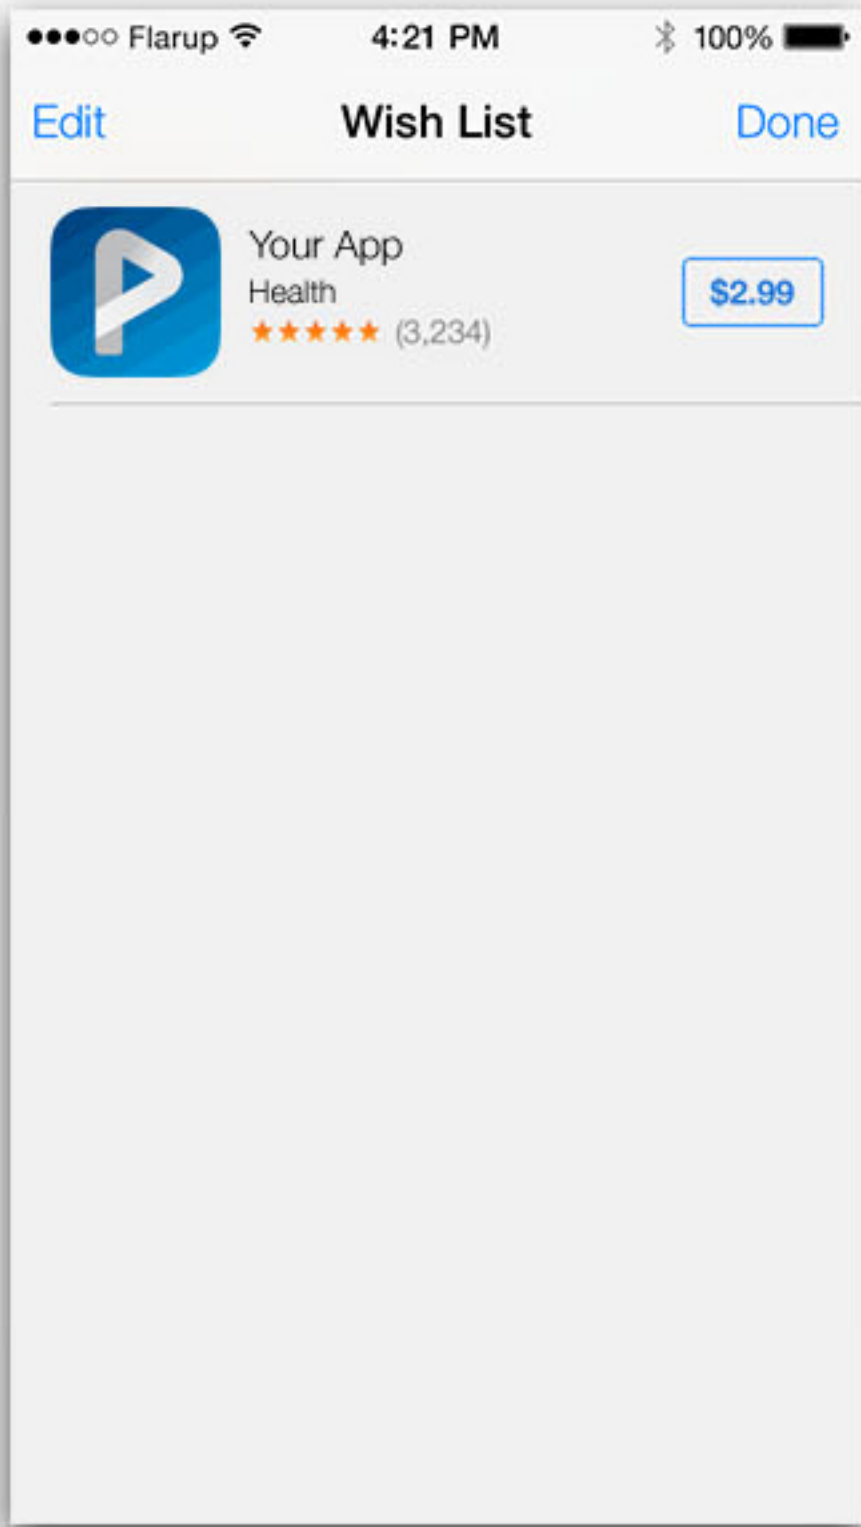 Flarup 4:21 PM 100%
Edit Wish List Done
Your App
Health
(3,234)
$2.99